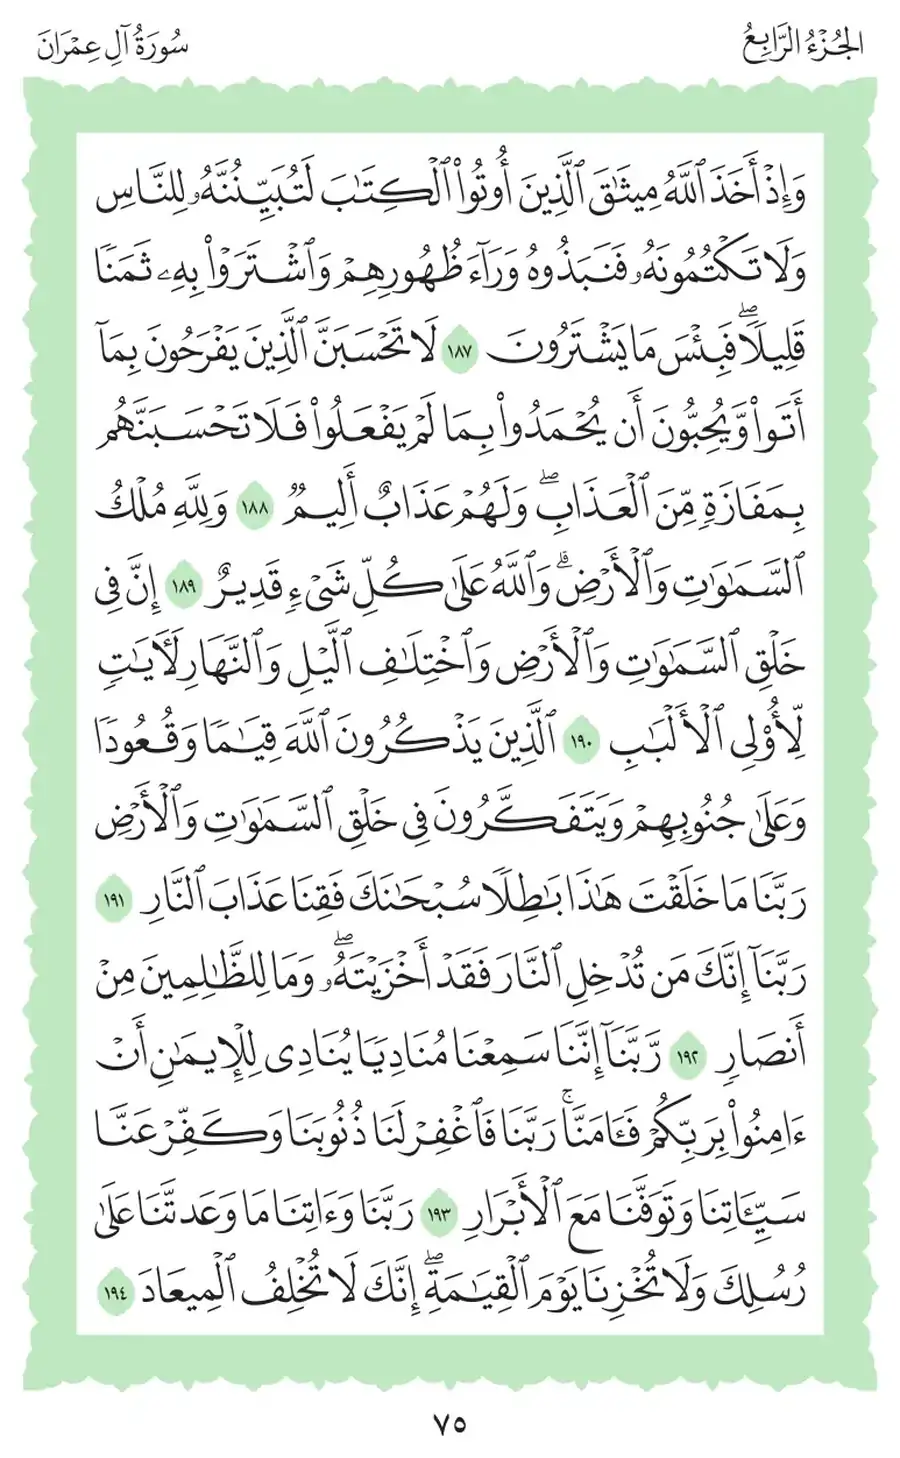 الجُزْءُ الرَّابِعُ
سُورَةُ آلِ عِمْرَانَ
وَإِذْ أَخَذَ ٱللَّهُ مِيثَٰقَ ٱلَّذِينَ أُوتُوا۟ ٱلْكِتَٰبَ لَتُبَيِّنُنَّهُۥ لِلنَّاسِ
وَلَا تَكْتُمُونَهُۥ فَنَبَذُوهُ وَرَآءَ ظُهُورِهِمْ وَٱشْتَرَوْا۟ بِهِۦ ثَمَنًا
قَلِيلًا ۖ فَبِئْسَ مَا يَشْتَرُونَ ١٨٧ لَا تَحْسَبَنَّ ٱلَّذِينَ يَفْرَحُونَ بِمَآ
أَتَوا۟ وَّيُحِبُّونَ أَن يُحْمَدُوا۟ بِمَا لَمْ يَفْعَلُوا۟ فَلَا تَحْسَبَنَّهُم
بِمَفَازَةٍ مِّنَ ٱلْعَذَابِ ۖ وَلَهُمْ عَذَابٌ أَلِيمٌ ١٨٨ وَلِلَّهِ مُلْكُ
ٱلسَّمَٰوَٰتِ وَٱلْأَرْضِ ۗ وَٱللَّهُ عَلَىٰ كُلِّ شَىْءٍ قَدِيرٌ ١٨٩ إِنَّ فِى
خَلْقِ ٱلسَّمَٰوَٰتِ وَٱلْأَرْضِ وَٱخْتِلَٰفِ ٱلَّيْلِ وَٱلنَّهَارِ لَءَايَٰتٍ
لِّأُو۟لِى ٱلْأَلْبَٰبِ ١٩٠ ٱلَّذِينَ يَذْكُرُونَ ٱللَّهَ قِيَٰمًا وَقُعُودًا
وَعَلَىٰ جُنُوبِهِمْ وَيَتَفَكَّرُونَ فِى خَلْقِ ٱلسَّمَٰوَٰتِ وَٱلْأَرْضِ
رَبَّنَا مَا خَلَقْتَ هَٰذَا بَٰطِلًا سُبْحَٰنَكَ فَقِنَا عَذَابَ ٱلنَّارِ ١٩١
رَبَّنَآ إِنَّكَ مَن تُدْخِلِ ٱلنَّارَ فَقَدْ أَخْزَيْتَهُۥ ۖ وَمَا لِلظَّٰلِمِينَ مِنْ
أَنصَارٍ ١٩٢ رَّبَّنَآ إِنَّنَا سَمِعْنَا مُنَادِيًا يُنَادِى لِلْإِيمَٰنِ أَنْ
ءَامِنُوا۟ بِرَبِّكُمْ فَـَٔامَنَّا ۚ رَبَّنَا فَٱغْفِرْ لَنَا ذُنُوبَنَا وَكَفِّرْ عَنَّا
سَيِّـَٔاتِنَا وَتَوَفَّنَا مَعَ ٱلْأَبْرَارِ ١٩٣ رَبَّنَا وَءَاتِنَا مَا وَعَدتَّنَا عَلَىٰ
رُسُلِكَ وَلَا تُخْزِنَا يَوْمَ ٱلْقِيَٰمَةِ ۖ إِنَّكَ لَا تُخْلِفُ ٱلْمِيعَادَ ١٩٤
٧٥